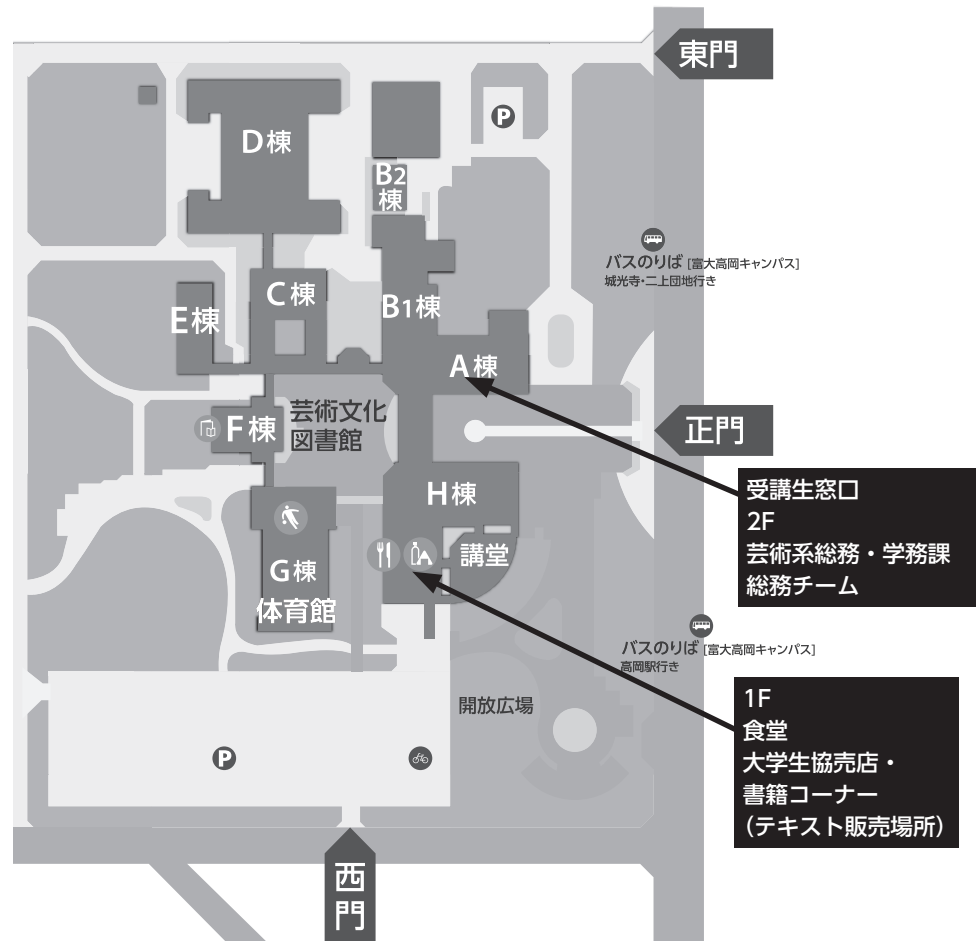 東門
P
D棟
B2
棟
バスのりば [富大高岡キャンパス]
城光寺・二上団地行き
C棟
B1棟
E棟
A棟
芸術文化
図書館
F棟
正門
H棟
受講生窓口
2F
芸術系総務・学務課
総務チーム
講堂
G棟
体育館
バスのりば [富大高岡キャンパス]
高岡駅行き
1F
食堂
大学生協売店・
書籍コーナー
（テキスト販売場所）
開放広場
P
西
門